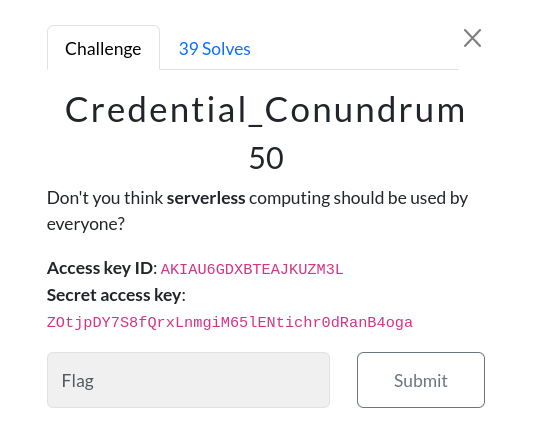 Challenge
39 Solves
Credential_Conundrum
50
Don't you think serverless computing should be used by
everyone?
Access key ID: AKIAU6GDXBTEAJKUZM3L
Secret access key:
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
Flag
Submit